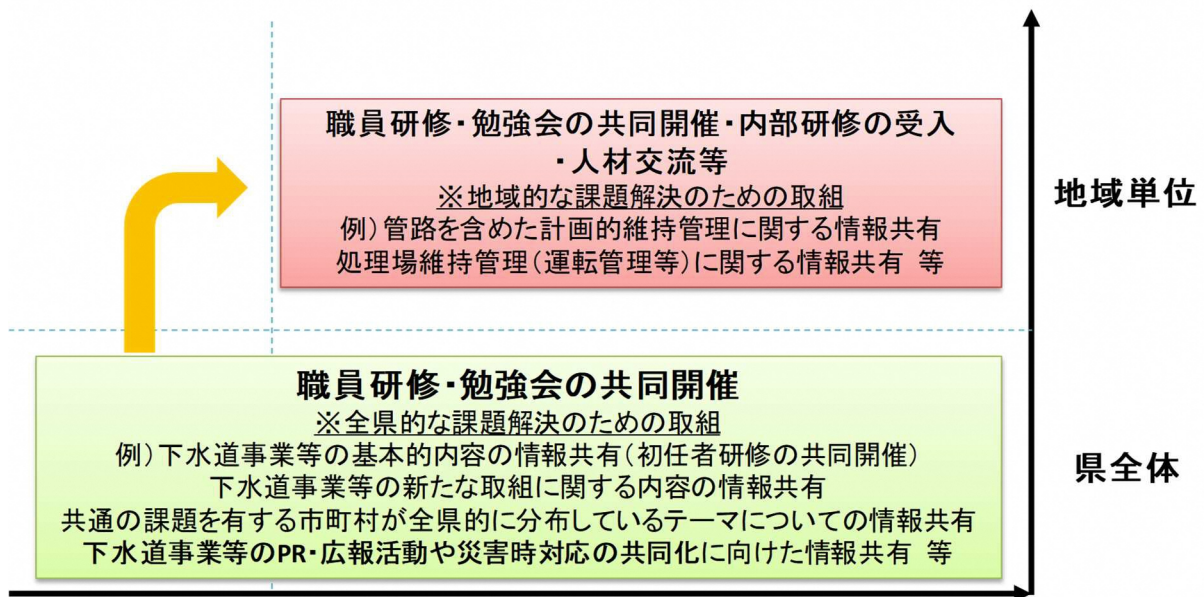 職員研修・勉強会の共同開催・内部研修の受入
・人材交流等
※地域的な課題解決のための取組
例）管路を含めた計画的維持管理に関する情報共有
処理場維持管理（運転管理等）に関する情報共有 等
地域単位
職員研修・勉強会の共同開催
※全県的な課題解決のための取組
例）下水道事業等の基本的内容の情報共有（初任者研修の共同開催）
下水道事業等の新たな取組に関する内容の情報共有
共通の課題を有する市町村が全県的に分布しているテーマについての情報共有
下水道事業等のPR・広報活動や災害時対応の共同化に向けた情報共有 等
県全体